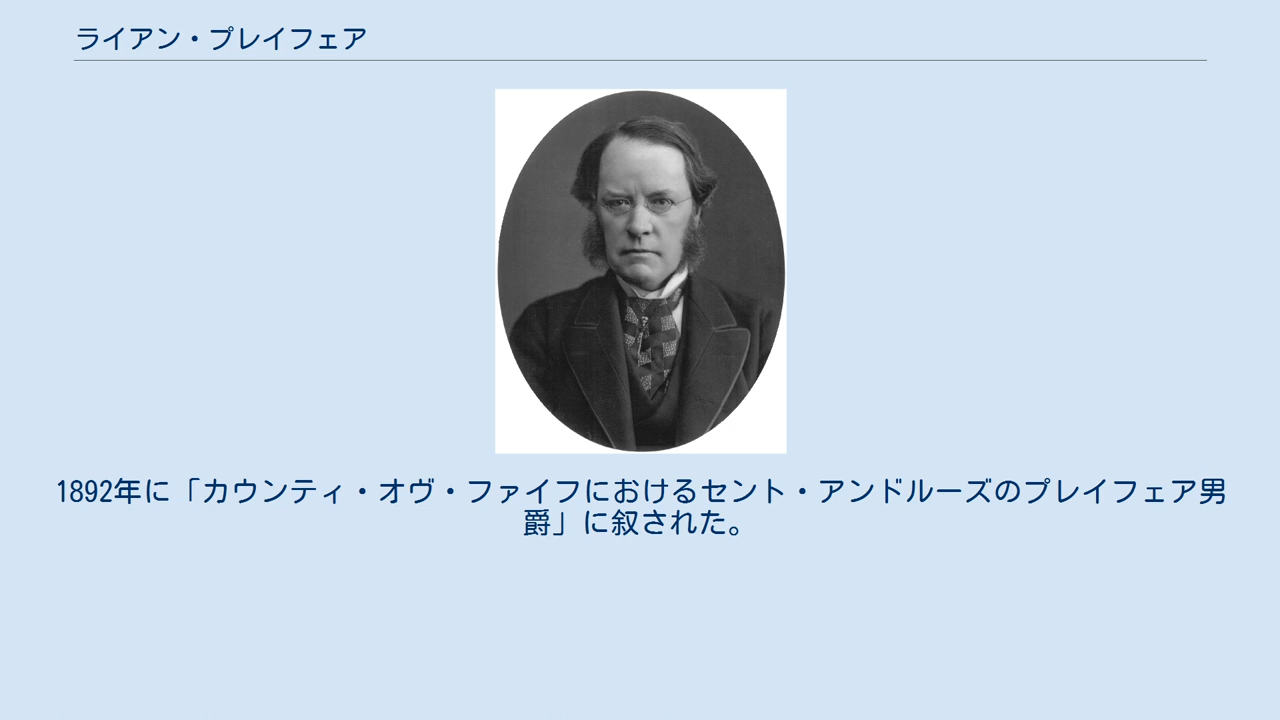 ライアン・プレイフェア
1892年に「カウンティ・オヴ・ファイフにおけるセント・アンドルーズのプレイフェア男
爵」に叙された。